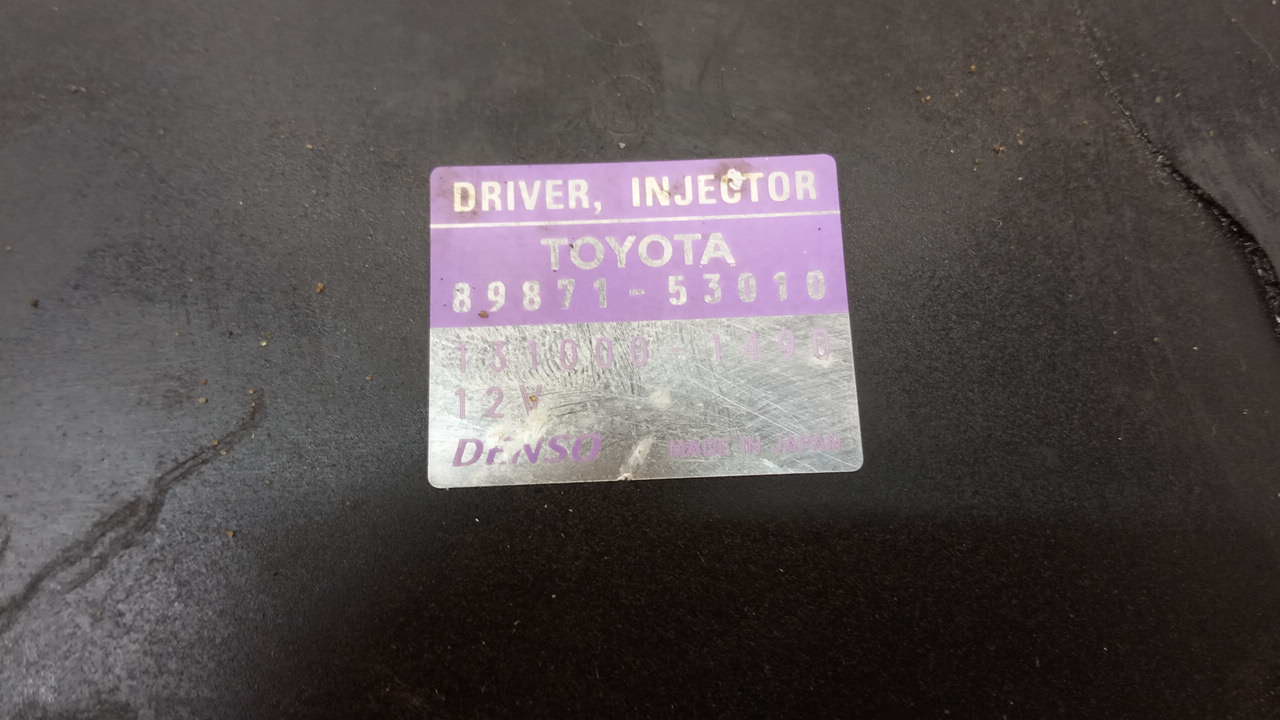 DRIVER, INJECTOR
TOYOTA
89871-53010
131000-1490
12V
DENSO MADE IN JAPAN